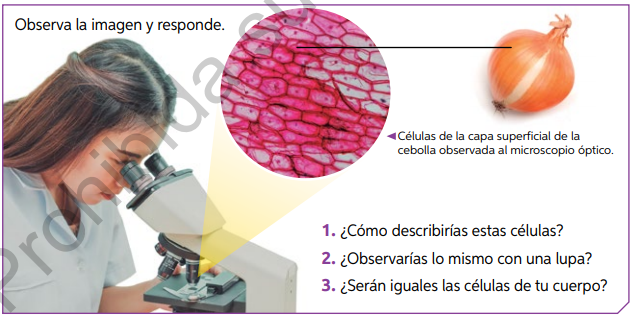 Observa la imagen y responde.
Células de la capa superficial de la
cebolla observada al microscopio óptico.
1. ¿Cómo describirías estas células?
2. ¿Observarías lo mismo con una lupa?
3. ¿Serán iguales las células de tu cuerpo?
Prohibida su